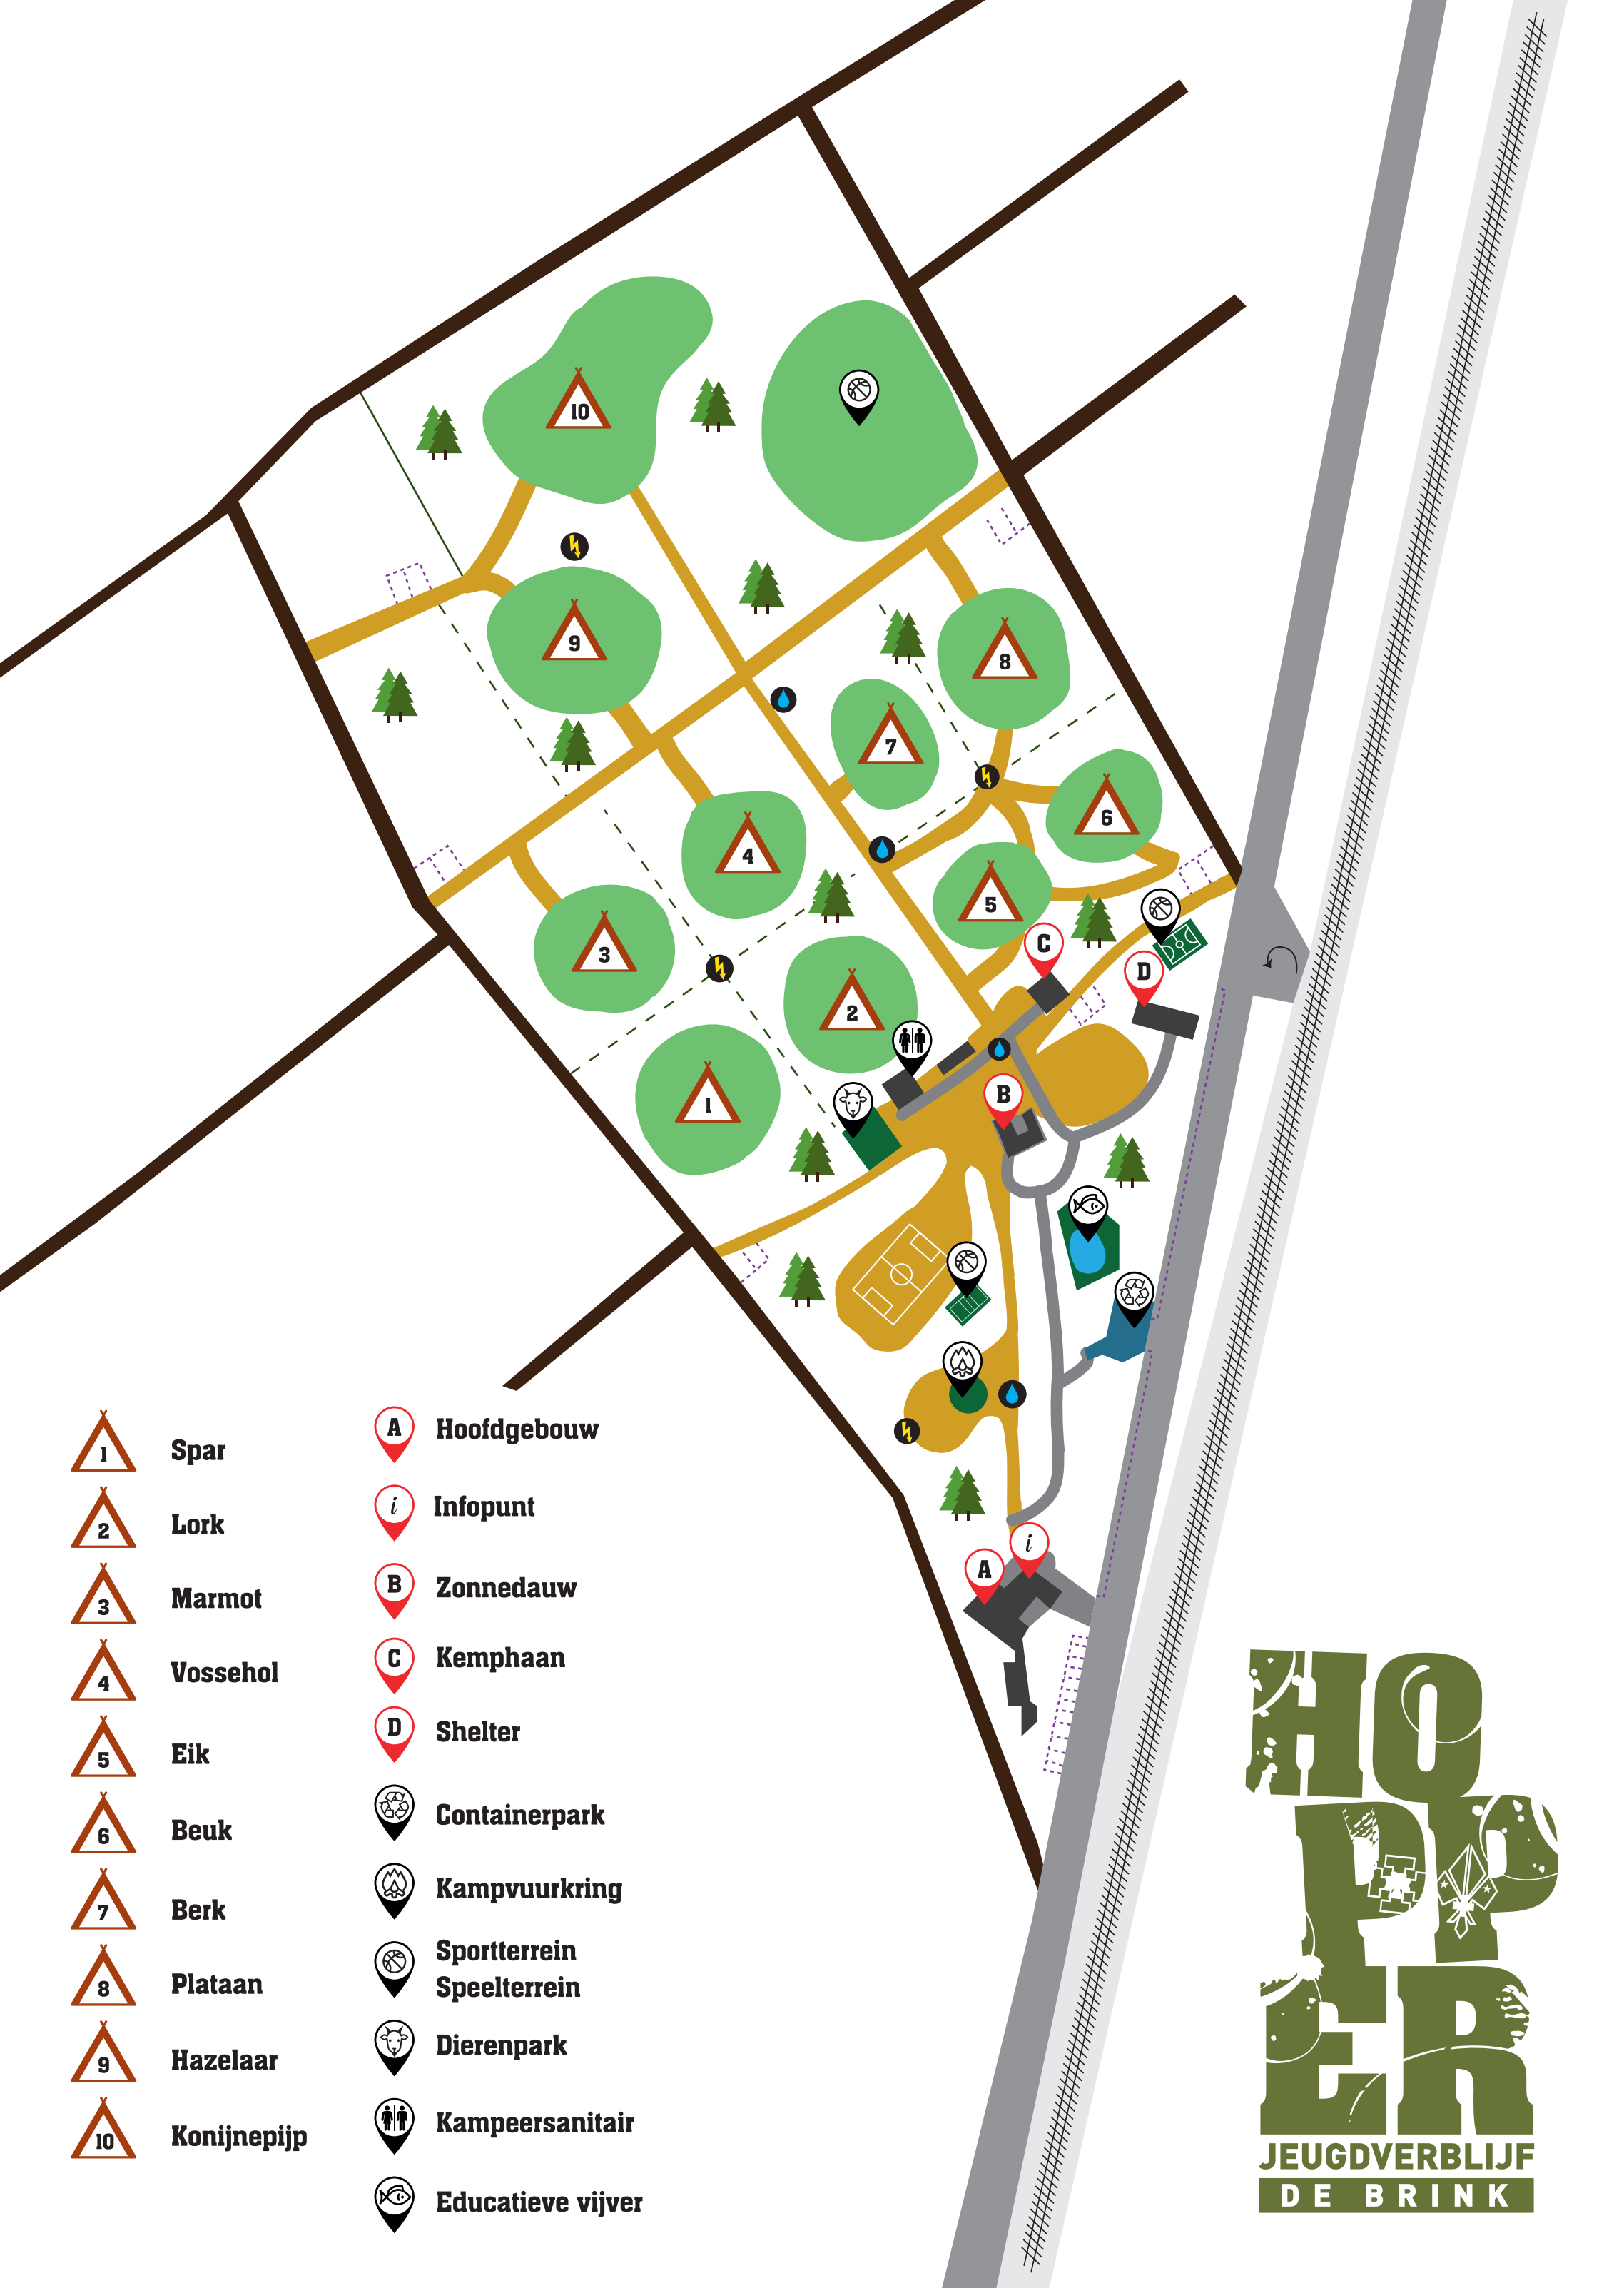 10
9
8
7
6
4
5
3
C
D
2
B
1
i
A
1 Spar
2 Lork
3 Marmot
4 Vossehol
5 Eik
6 Beuk
7 Berk
8 Plataan
9 Hazelaar
10 Konijnepijp
A Hoofdgebouw
i Infopunt
B Zonnedauw
C Kemphaan
D Shelter
Containerpark
Kampvuurkring
Sportterrein
Speelterrein
Dierenpark
Kampeersanitair
Educatieve vijver
HO
PP
ER
JEUGDVERBLIJF
DE BRINK